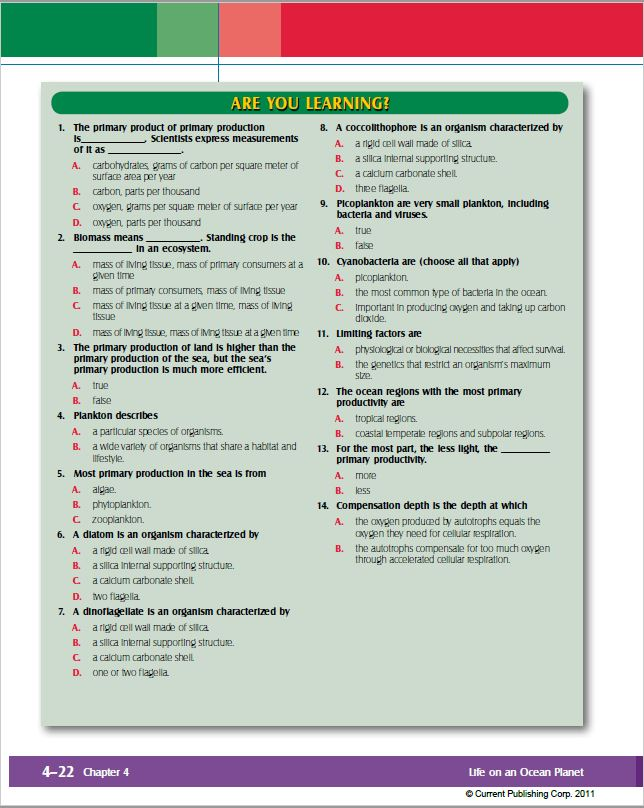 ARE YOU LEARNING?
1. The primary product of primary production
is____________. Scientists express measurements
of it as ______________.
A. carbohydrates, grams of carbon per square meter of
surface area per year
B. carbon, parts per thousand
C. oxygen, grams per square meter of surface per year
D. oxygen, parts per thousand
2. Biomass means __________. Standing crop is the
___________ in an ecosystem.
A. mass of living tissue, mass of primary consumers at a
given time
B. mass of primary consumers, mass of living tissue
C. mass of living tissue at a given time, mass of living
tissue
D. mass of living tissue, mass of living tissue at a given time
3. The primary production of land is higher than the
primary production of the sea, but the sea's
primary production is much more efficient.
A. true
B. false
4. Plankton describes
A. a particular species of organisms.
B. a wide variety of organisms that share a habitat and
lifestyle.
5. Most primary production in the sea is from
A. algae.
B. phytoplankton.
C. zooplankton.
6. A diatom is an organism characterized by
A. a rigid cell wall made of silica.
B. a silica internal supporting structure.
C. a calcium carbonate shell.
D. two flagella.
7. A dinoflagellate is an organism characterized by
A. a rigid cell wall made of silica.
B. a silica internal supporting structure.
C. a calcium carbonate shell.
D. one or two flagella.
8. A coccolithophore is an organism characterized by
A. a rigid cell wall made of silica.
B. a silica internal supporting structure.
C. a calcium carbonate shell.
D. three flagella.
9. Picoplankton are very small plankton, including
bacteria and viruses.
A. true
B. false
10. Cyanobacteria are (choose all that apply)
A. picoplankton.
B. the most common type of bacteria in the ocean.
C. important in producing oxygen and taking up carbon
dioxide.
11. Limiting factors are
A. physiological or biological necessities that affect survival.
B. the genetics that restrict an organism's maximum
size.
12. The ocean regions with the most primary
productivity are
A. tropical regions.
B. coastal temperate regions and subpolar regions.
13. For the most part, the less light, the __________
primary productivity.
A. more
B. less
14. Compensation depth is the depth at which
A. the oxygen produced by autotrophs equals the
oxygen they need for cellular respiration.
B. the autotrophs compensate for too much oxygen
through accelerated cellular respiration.
4–22 Chapter 4
Life on an Ocean Planet
© Current Publishing Corp. 2011